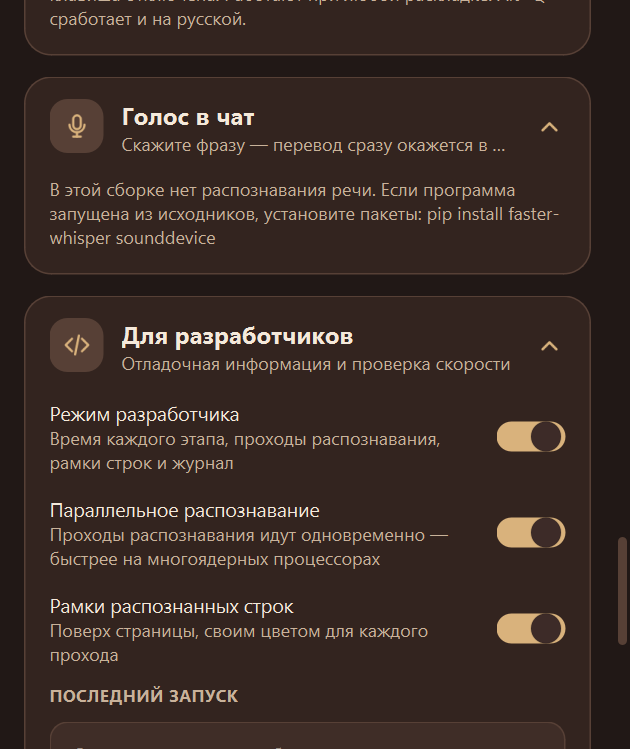 сработает и на русской.
Голос в чат
Скажите фразу — перевод сразу окажется в ...
В этой сборке нет распознавания речи. Если программа
запущена из исходников, установите пакеты: pip install faster-
whisper sounddevice
Для разработчиков
Отладочная информация и проверка скорости
Режим разработчика
Время каждого этапа, проходы распознавания,
рамки строк и журнал
Параллельное распознавание
Проходы распознавания идут одновременно —
быстрее на многоядерных процессорах
Рамки распознанных строк
Поверх страницы, своим цветом для каждого
прохода
ПОСЛЕДНИЙ ЗАПУСК